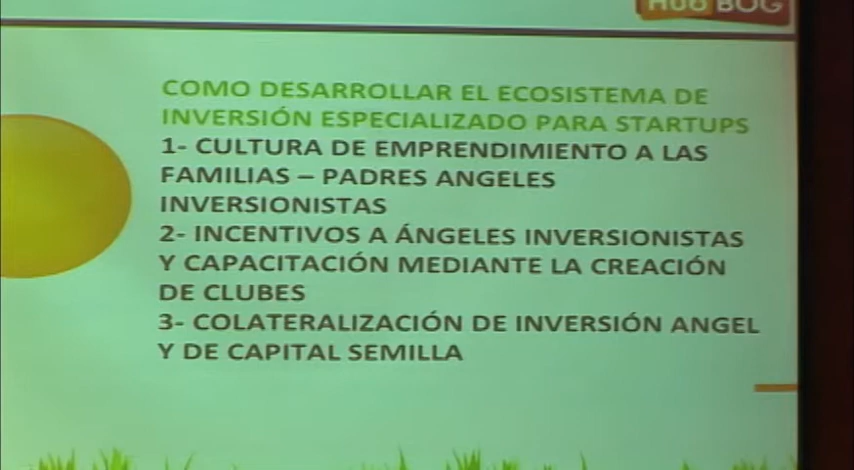 HUB BOG
COMO DESARROLLAR EL ECOSISTEMA DE
INVERSIÓN ESPECIALIZADO PARA STARTUPS
1- CULTURA DE EMPRENDIMIENTO A LAS
FAMILIAS – PADRES ANGELES
INVERSIONISTAS
2- INCENTIVOS A ÁNGELES INVERSIONISTAS
Y CAPACITACIÓN MEDIANTE LA CREACIÓN
DE CLUBES
3- COLATERALIZACIÓN DE INVERSIÓN ANGEL
Y DE CAPITAL SEMILLA